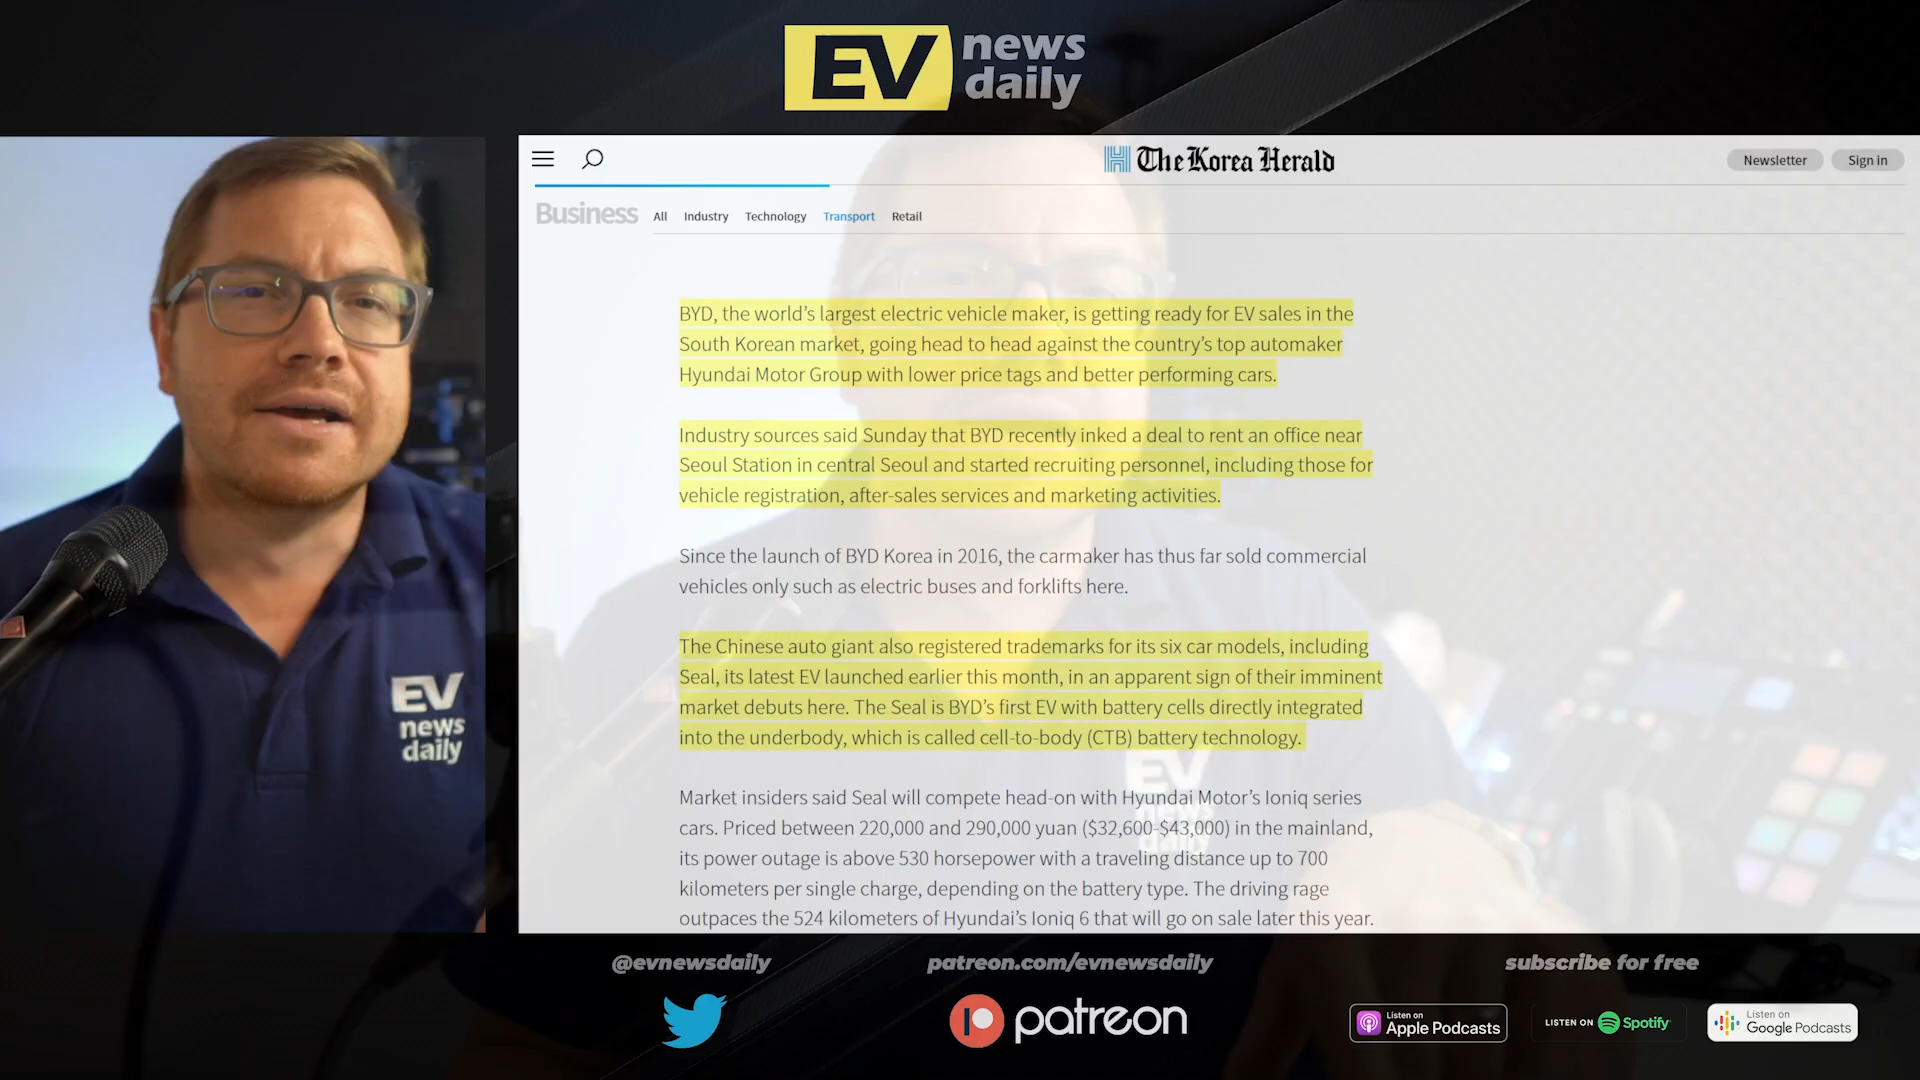 EV news
daily
The Korea Herald
Newsletter
Sign in
Business
All
Industry
Technology
Transport
Retail
BYD, the world's largest electric vehicle maker, is getting ready for EV sales in the
South Korean market, going head to head against the country's top automaker
Hyundai Motor Group with lower price tags and better performing cars.
Industry sources said Sunday that BYD recently inked a deal to rent an office near
Seoul Station in central Seoul and started recruiting personnel, including those for
vehicle registration, after-sales services and marketing activities.
Since the launch of BYD Korea in 2016, the carmaker has thus far sold commercial
vehicles only such as electric buses and forklifts here.
The Chinese auto giant also registered trademarks for its six car models, including
Seal, its latest EV launched earlier this month, in an apparent sign of their imminent
market debuts here. The Seal is BYD's first EV with battery cells directly integrated
into the underbody, which is called cell-to-body (CTB) battery technology.
Market insiders said Seal will compete head-on with Hyundai Motor's Ioniq series
cars. Priced between 220,000 and 290,000 yuan ($32,600-$43,000) in the mainland,
its power outage is above 530 horsepower with a traveling distance up to 700
kilometers per single charge, depending on the battery type. The driving rage
outpaces the 524 kilometers of Hyundai's Ioniq 6 that will go on sale later this year.
EV
news
daily
EV
news
daily
@evnewsdaily
patreon.com/evnewsdaily
subscribe for free
patreon
Listen on
Apple Podcasts
LISTEN ON Spotify
Listen on
Google Podcasts